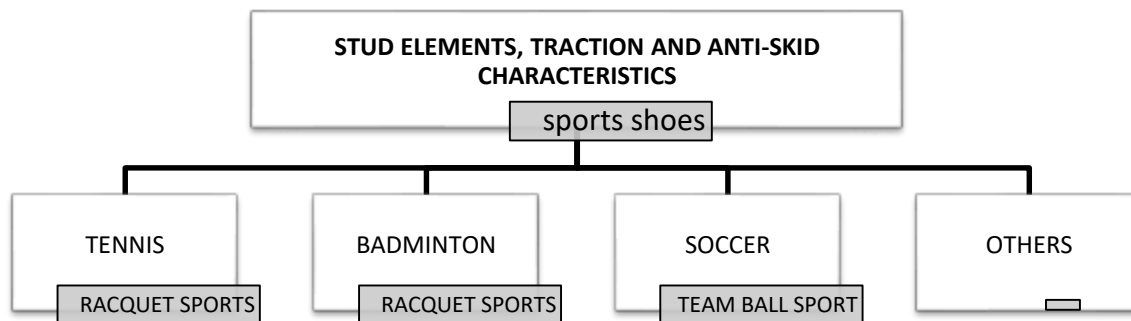 STUD ELEMENTS, TRACTION AND ANTI-SKID
CHARACTERISTICS
sports shoes
TENNIS
BADMINTON
SOCCER
OTHERS
RACQUET SPORTS
RACQUET SPORTS
TEAM BALL SPORT